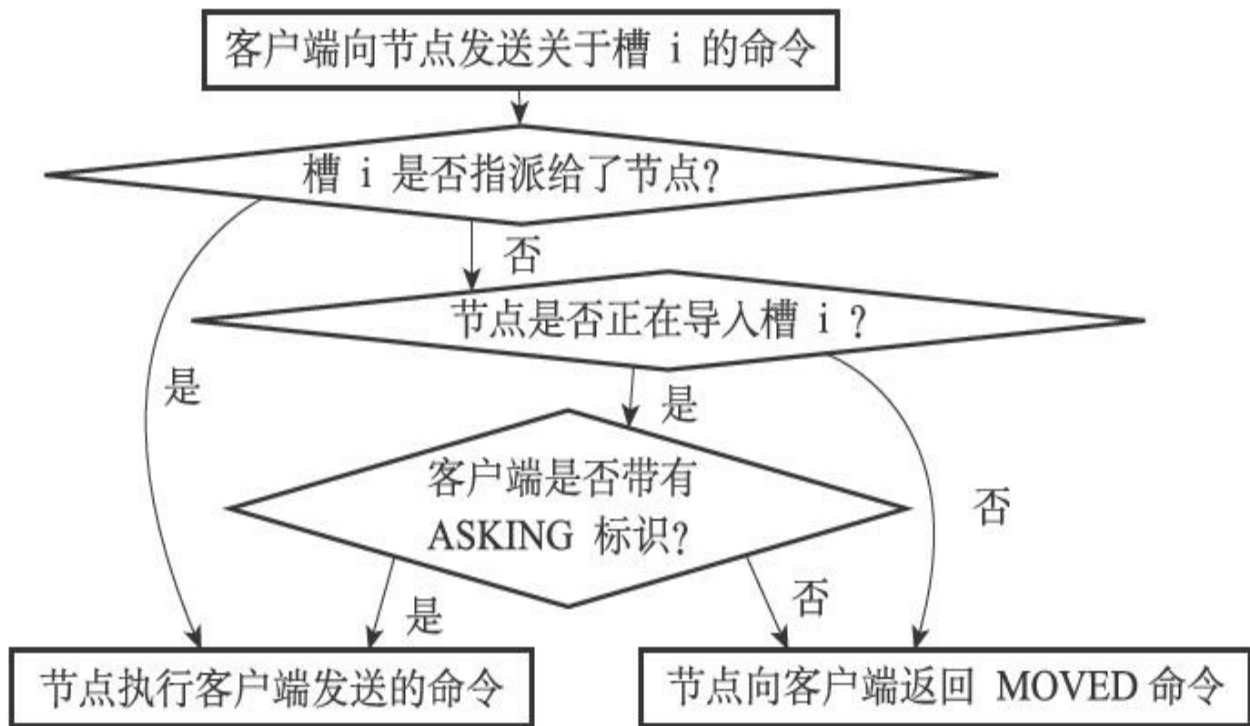 客户端向节点发送关于槽 i 的命令
槽 i 是否指派给了节点?
否
节点是否正在导入槽 i ?
是
是
客户端是否带有
ASKING 标识?
否
是
否
节点执行客户端发送的命令
节点向客户端返回 MOVED 命令